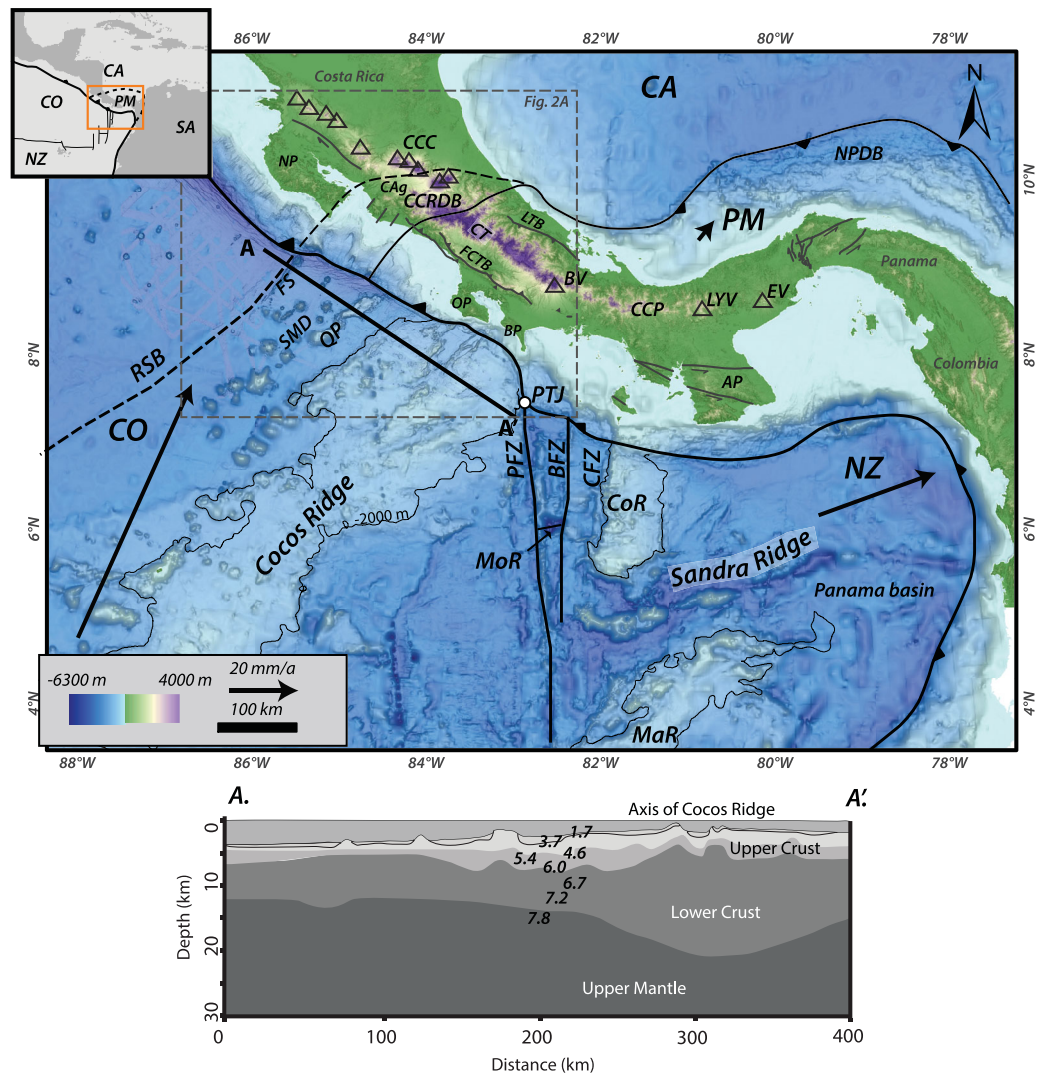 86°W
84°W
82°W
80°W
78°W
CA
CO
PM
SA
NZ
Costa Rica
Fig. 2A
CA
N
NPDB
10°N
10°N
CCC
NP
CAg
CCRDB
PM
LTB
CT
FCTB
A
FS
BV
Panama
OP
CCP
LYV
EV
SMD
QP
BP
8°N
8°N
RSB
Colombia
AP
PTJ
CO
A'
PFZ
BFZ
CFZ
NZ
CoR
-2000 m
Cocos Ridge
6°N
6°N
MoR
Sandra Ridge
Panama basin
-6300 m
4000 m
20 mm/a
100 km
4°N
4°N
MaR
88°W
86°W
84°W
82°W
80°W
78°W
A.
A'.
Axis of Cocos Ridge
0
10
20
30
Depth (km)
1.7
3.7
4.6
5.4
6.0
6.7
7.2
7.8
Upper Crust
Lower Crust
Upper Mantle
0
100
200
300
400
Distance (km)